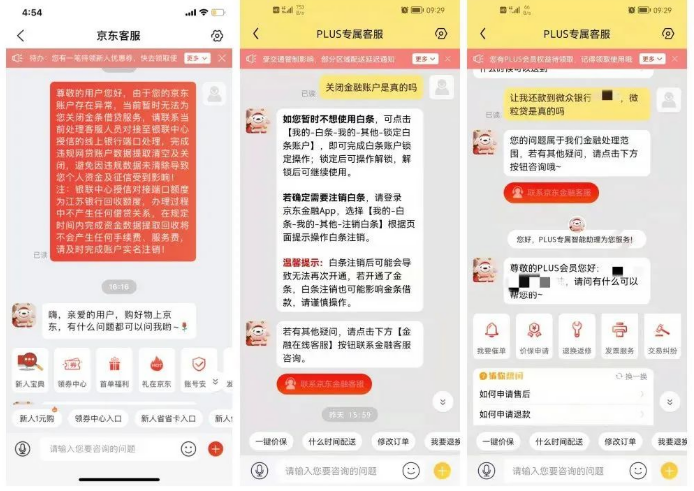 4:54
京东客服
待办：您有一笔待领新人优惠券，快去领取使
更多
尊敬的用户您好，由于您的京东
账户存在异常，当前暂时无法为
您关闭金条借贷服务，请联系当
前处理客服人员对接至银联中心
授信的线上银行端口处理，完成
违规网贷账户数据提取清空及关
闭，避免因违规数据未清除导致
您个人资金及征信受到影响！
注：银联中心授信对接端口额度
为江苏银行回收额度，办理过程
中不产生任何借贷关系，在规定
时间内完成资金数据提取回收将
不会产生任何手续费、服务费，
请及时完成账户实名注销！
已读
16:16
嗨，亲爱的用户，购好物上京
东，有什么问题都可以问我哟~
新人宝典
领券中心
首单福利
礼在京东
账号安
新人1元购
领券中心入口
新人省省卡入口
新人
请输入您要咨询的问题
09:29
PLUS专属客服
受交通管制影响，部分区域配送延迟通知
更多
关闭金融账户是真的吗
已读
如您暂时不想使用白条，可点击
【我的-白条-我的-其他-锁定白
条账户】，即可完成白条账户锁
定操作；锁定后可操作解锁，解
锁后可继续使用。
若确定需要注销白条，请登录
京东金融App，选择【我的-白
条-我的-其他-注销白条】根据页
面提示操作白条注销。
温馨提示：白条注销后可能会导
致无法再次开通，若开通了金
条，白条注销也可能影响金条借
款，请谨慎操作。
若有其他疑问，请点击下方【金
融在线客服】按钮联系金融客服
咨询。
联系京东金融客服
昨天 15:39
一键价保
什么时间配送
修改订单
我要退换
请输入您要咨询的问题
09:29
PLUS专属客服
您有PLUS会员权益待领取，记得领取使用哦
更多
让我还款到微众银行
，微
粒贷是真的吗
已读
您的问题属于我们金融处理范
围，若有其他疑问，请点击下方
按钮咨询哦~
联系京东金融客服
您好，PLUS专属智能助理为您服务！
尊敬的PLUS会员您好：
，请问有什么可以
帮您的~
我要催单
价保申请
退换返修
发票服务
交易纠纷
猜你想问
换一换
如何申请售后
如何申请退款
一键价保
什么时间配送
修改订单
我要退换
请输入您要咨询的问题